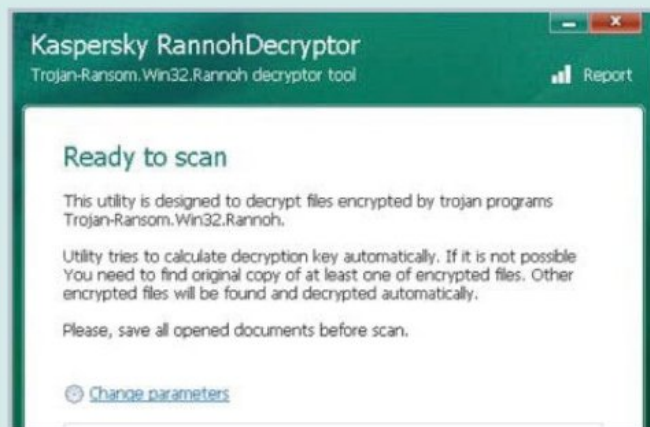 Kaspersky RannohDecryptor
Trojan-Ransom.Win32.Rannoh decryptor tool
Report
Ready to scan
This utility is designed to decrypt files encrypted by trojan programs
Trojan-Ransom.Win32.Rannoh.
Utility tries to calculate decryption key automatically. If it is not possible
You need to find original copy of at least one of encrypted files. Other
encrypted files will be found and decrypted automatically.
Please, save all opened documents before scan.
Change parameters